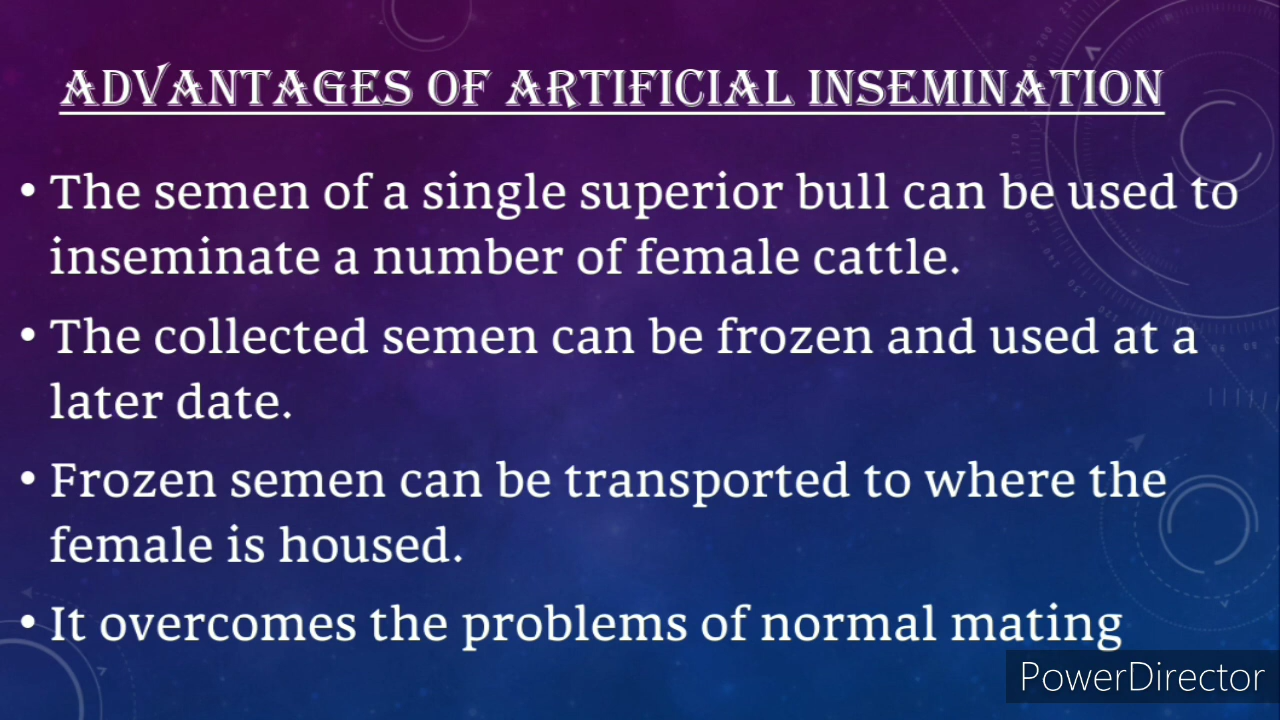 ADVANTAGES OF ARTIFICIAL INSEMINATION
• The semen of a single superior bull can be used to
inseminate a number of female cattle.
• The collected semen can be frozen and used at a
later date.
• Frozen semen can be transported to where the
female is housed.
• It overcomes the problems of normal mating
PowerDirector